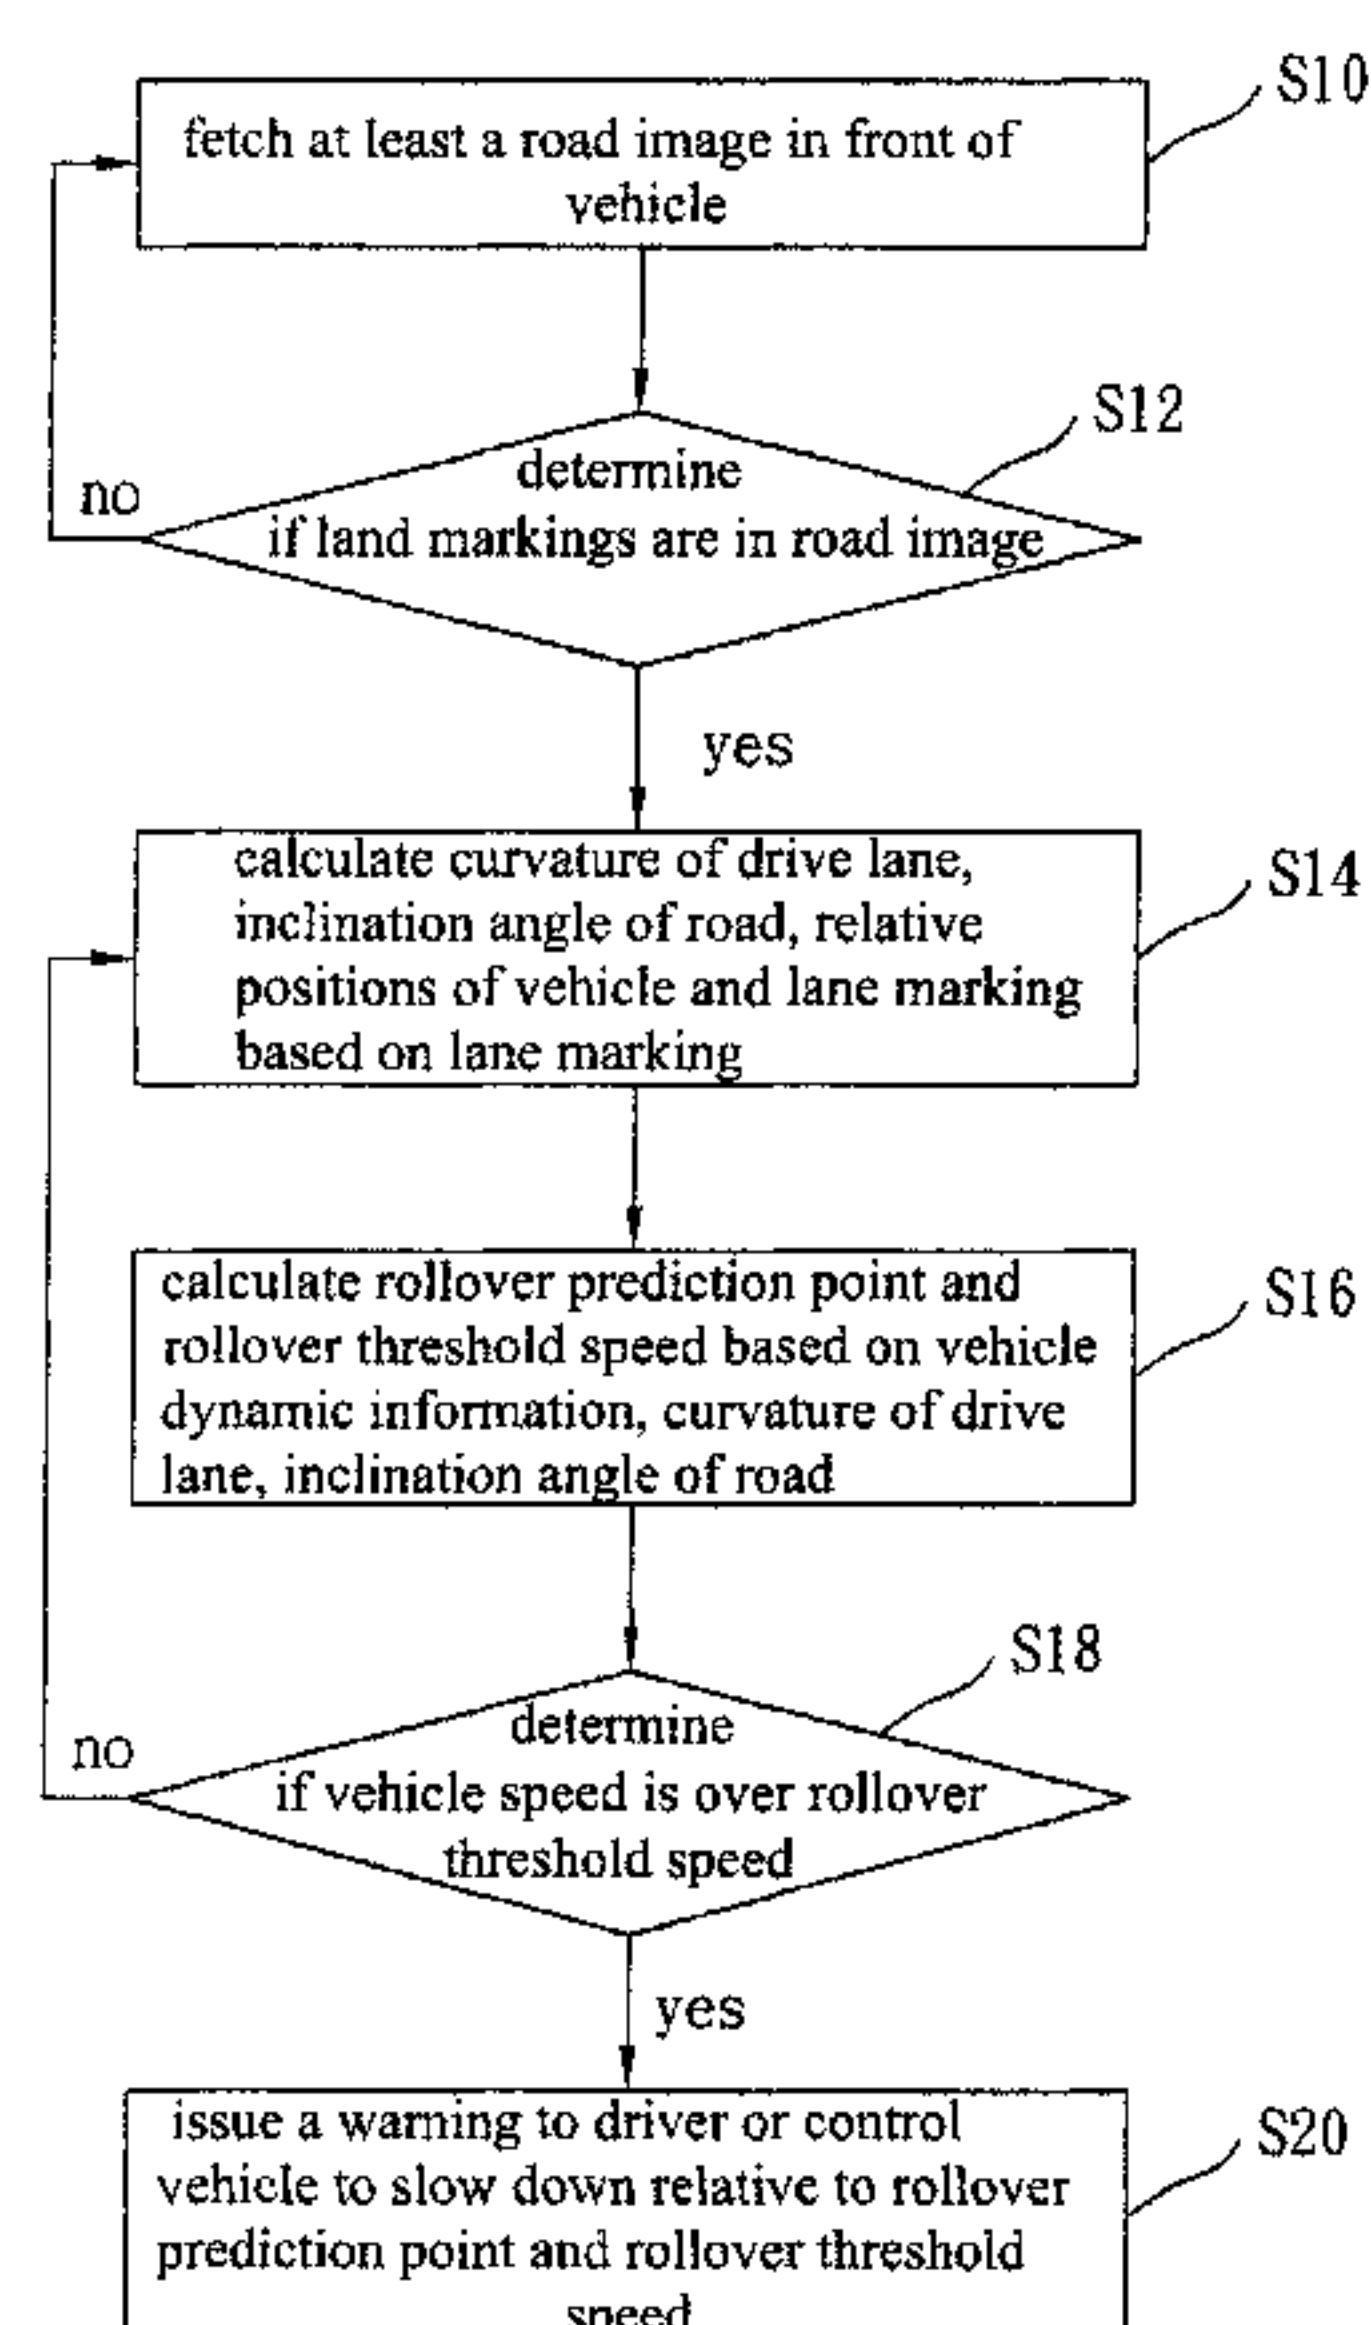 S10
fetch at least a road image in front of
vehicle
S12
determine
if land markings are in road image
no
yes
calculate curvature of drive lane,
inclination angle of road, relative
positions of vehicle and lane marking
based on lane marking
S14
calculate rollover prediction point and
rollover threshold speed based on vehicle
dynamic information, curvature of drive
lane, inclination angle of road
S16
S18
determine
if vehicle speed is over rollover
threshold speed
no
yes
issue a warning to driver or control
vehicle to slow down relative to rollover
prediction point and rollover threshold
speed
S20